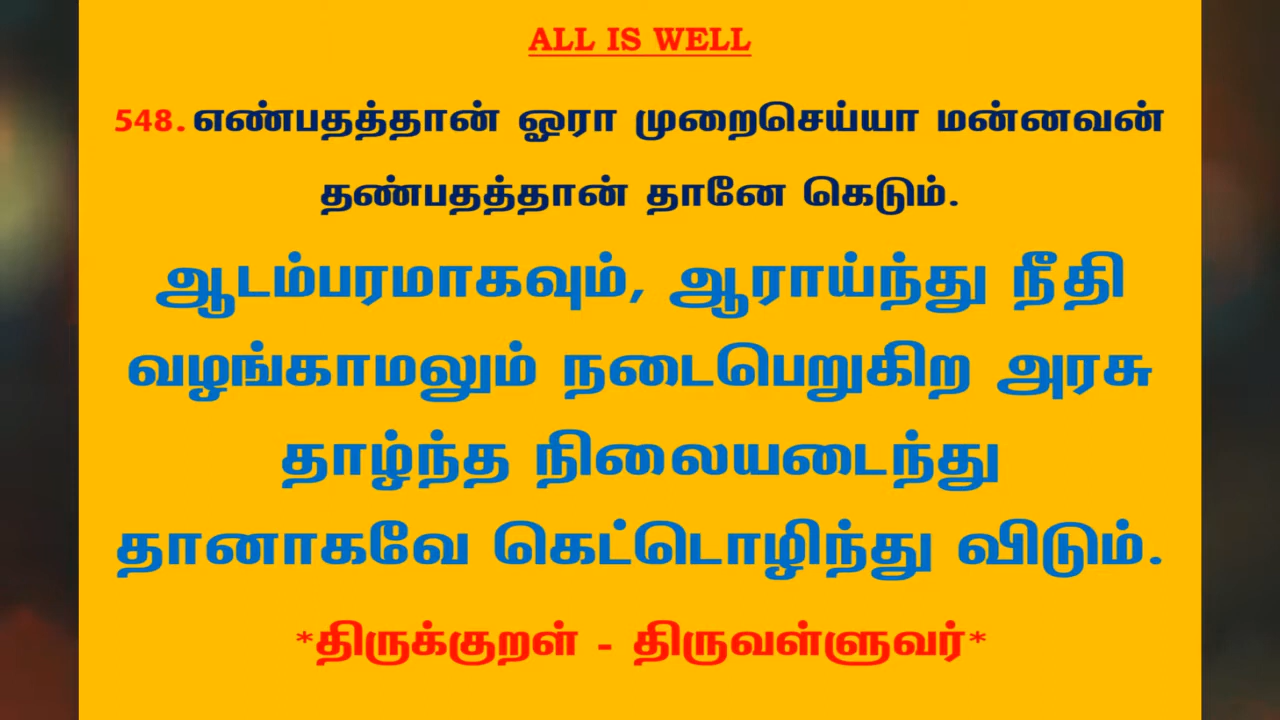 ALL IS WELL
548. எண்பதத்தான் ஓரா முறைசெய்யா மன்னவன்
தண்பதத்தான் தானே கெடும்.
ஆடம்பரமாகவும், ஆராய்ந்து நீதி
வழங்காமலும் நடைபெறுகிற அரசு
தாழ்ந்த நிலையடைந்து
தானாகவே கெட்டொழிந்து விடும்.
*திருக்குறள் - திருவள்ளுவர்*